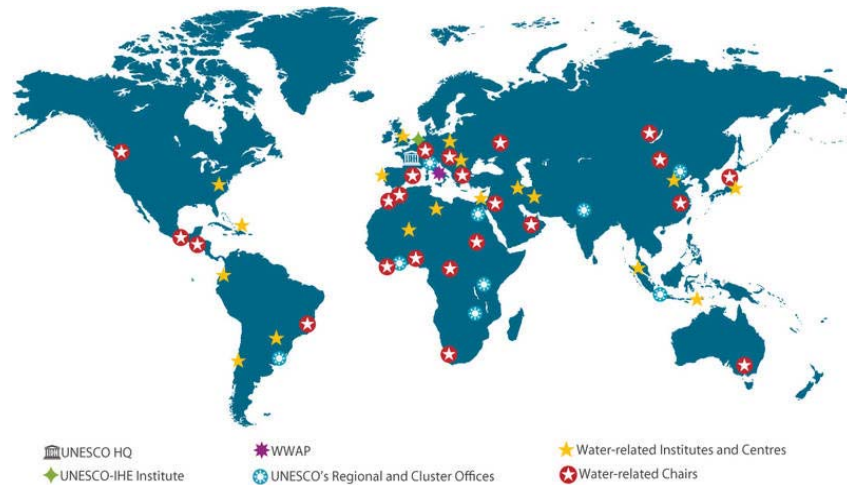 UNESCO HQ
WWAP
Water-related Institutes and Centres
UNESCO-IHE Institute
UNESCO's Regional and Cluster Offices
Water-related Chairs